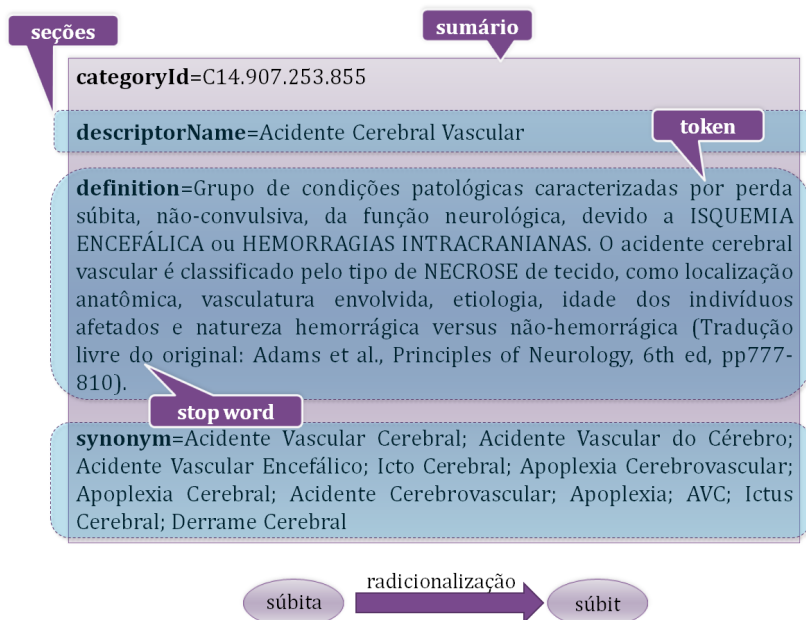 seções
sumário
categoryId=C14.907.253.855
descriptorName=Acidente Cerebral Vascular
token
definition=Grupo de condições patológicas caracterizadas por perda
súbita, não-convulsiva, da função neurológica, devido a ISQUEMIA
ENCEFÁLICA ou HEMORRAGIAS INTRACRANIANAS. O acidente cerebral
vascular é classificado pelo tipo de NECROSE de tecido, como localização
anatômica, vasculatura envolvida, etiologia, idade dos indivíduos
afetados e natureza hemorrágica versus não-hemorrágica (Tradução
livre do original: Adams et al., Principles of Neurology, 6th ed, pp777-
810).
stop word
synonym=Acidente Vascular Cerebral; Acidente Vascular do Cérebro;
Acidente Vascular Encefálico; Icto Cerebral; Apoplexia Cerebrovascular;
Apoplexia Cerebral; Acidente Cerebrovascular; Apoplexia; AVC; Ictus
Cerebral; Derrame Cerebral
radicionalização
súbita
súbit